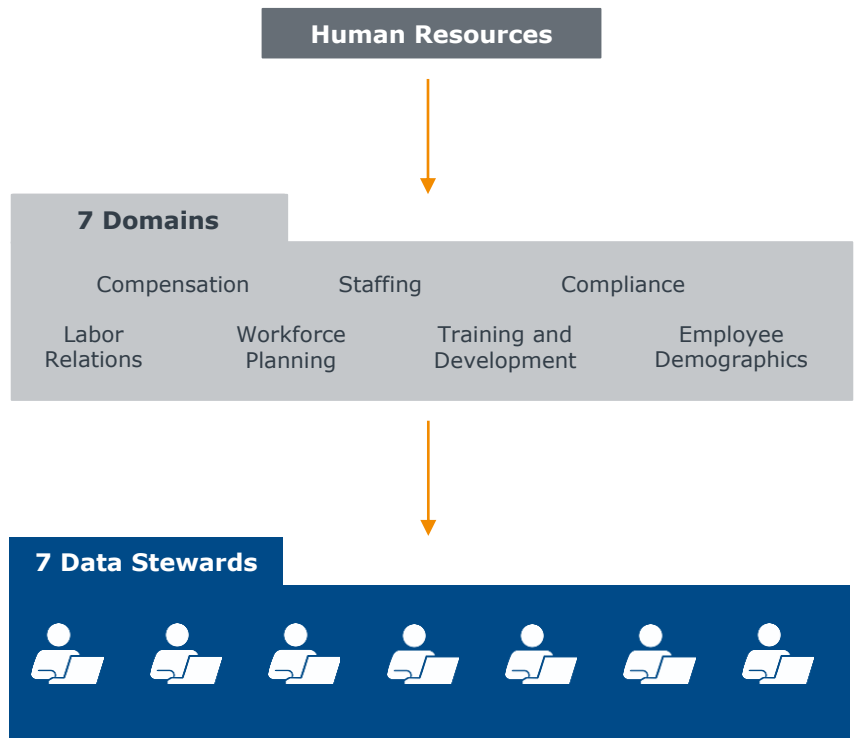 Human Resources
7 Domains
Compensation
Staffing
Compliance
Labor
Relations
Workforce
Planning
Training and
Development
Employee
Demographics
7 Data Stewards